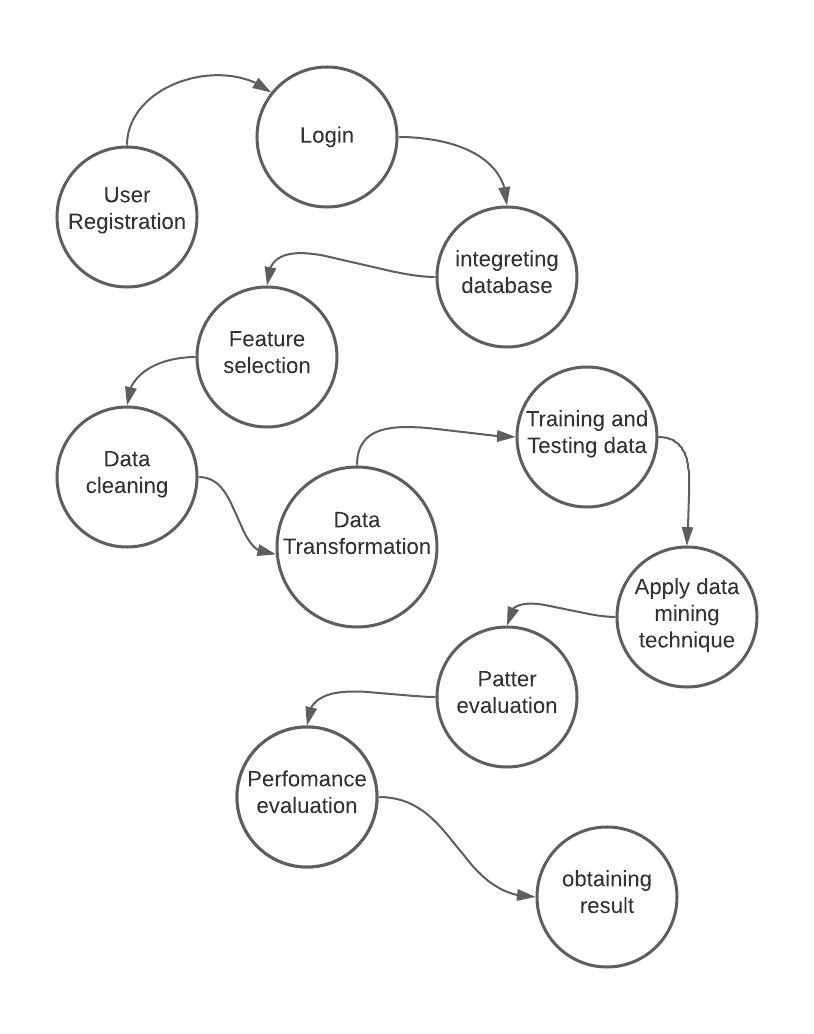 User
Registration
Login
integreting
database
Feature
selection
Data
cleaning
Data
Transformation
Training and
Testing data
Apply data
mining
technique
Patter
evaluation
Perfomance
evaluation
obtaining
result